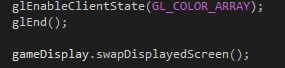 glEnableClientState(GL_COLOR_ARRAY);
glEnd();
gameDisplay.swapDisplayedScreen();